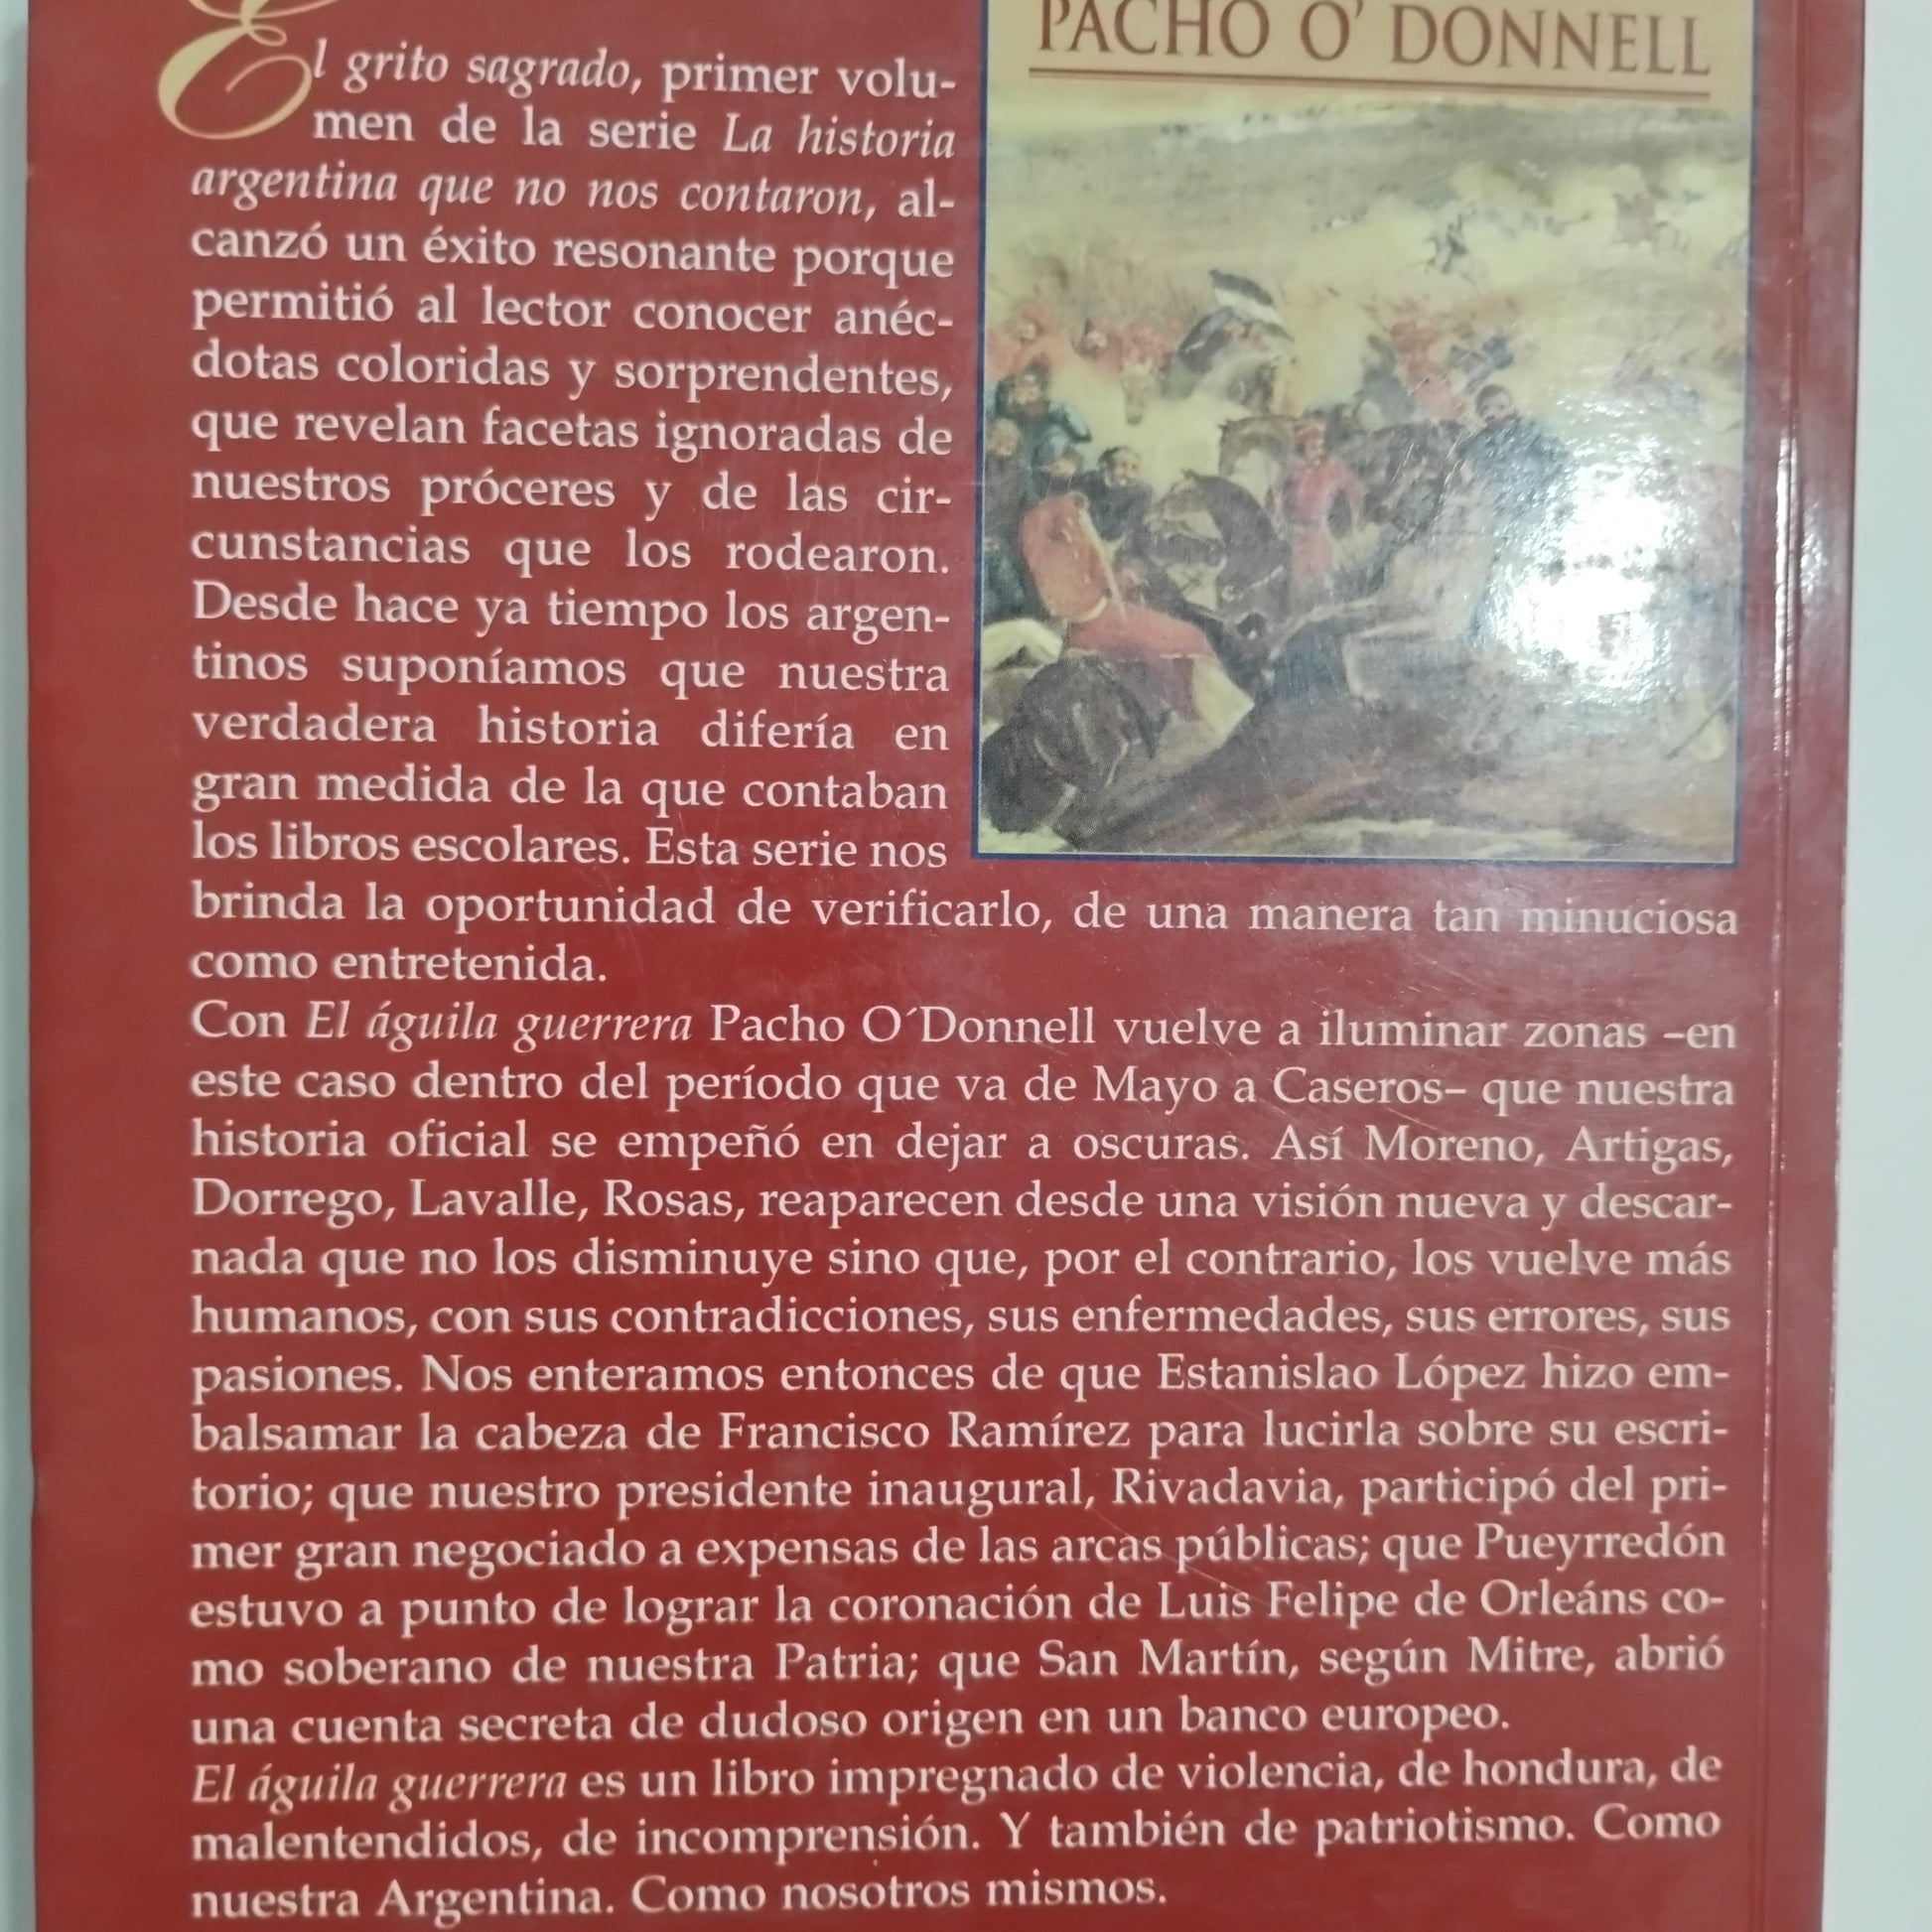 PACHO O' DONNELL
El grito sagrado, primer volu-
men de la serie La historia
argentina que no nos contaron, al-
canzó un éxito resonante porque
permitió al lector conocer anéc-
dotas coloridas y sorprendentes,
que revelan facetas ignoradas de
nuestros próceres y de las cir-
cunstancias que los rodearon.
Desde hace ya tiempo los argen-
tinos suponíamos que nuestra
verdadera historia difería en
gran medida de la que contaban
los libros escolares. Esta serie nos
brinda la oportunidad de verificarlo, de una manera tan minuciosa
como entretenida.
Con El águila guerrera Pacho O´Donnell vuelve a iluminar zonas –en
este caso dentro del período que va de Mayo a Caseros– que nuestra
historia oficial se empeñó en dejar a oscuras. Así Moreno, Artigas,
Dorrego, Lavalle, Rosas, reaparecen desde una visión nueva y descar-
nada que no los disminuye sino que, por el contrario, los vuelve más
humanos, con sus contradicciones, sus enfermedades, sus errores, sus
pasiones. Nos enteramos entonces de que Estanislao López hizo em-
balsamar la cabeza de Francisco Ramírez para lucirla sobre su escri-
torio; que nuestro presidente inaugural, Rivadavia, participó del pri-
mer gran negociado a expensas de las arcas públicas; que Pueyrredón
estuvo a punto de lograr la coronación de Luis Felipe de Orleáns co-
mo soberano de nuestra Patria; que San Martín, según Mitre, abrió
una cuenta secreta de dudoso origen en un banco europeo.
El águila guerrera es un libro impregnado de violencia, de hondura, de
malentendidos, de incomprensión. Y también de patriotismo. Como
nuestra Argentina. Como nosotros mismos.